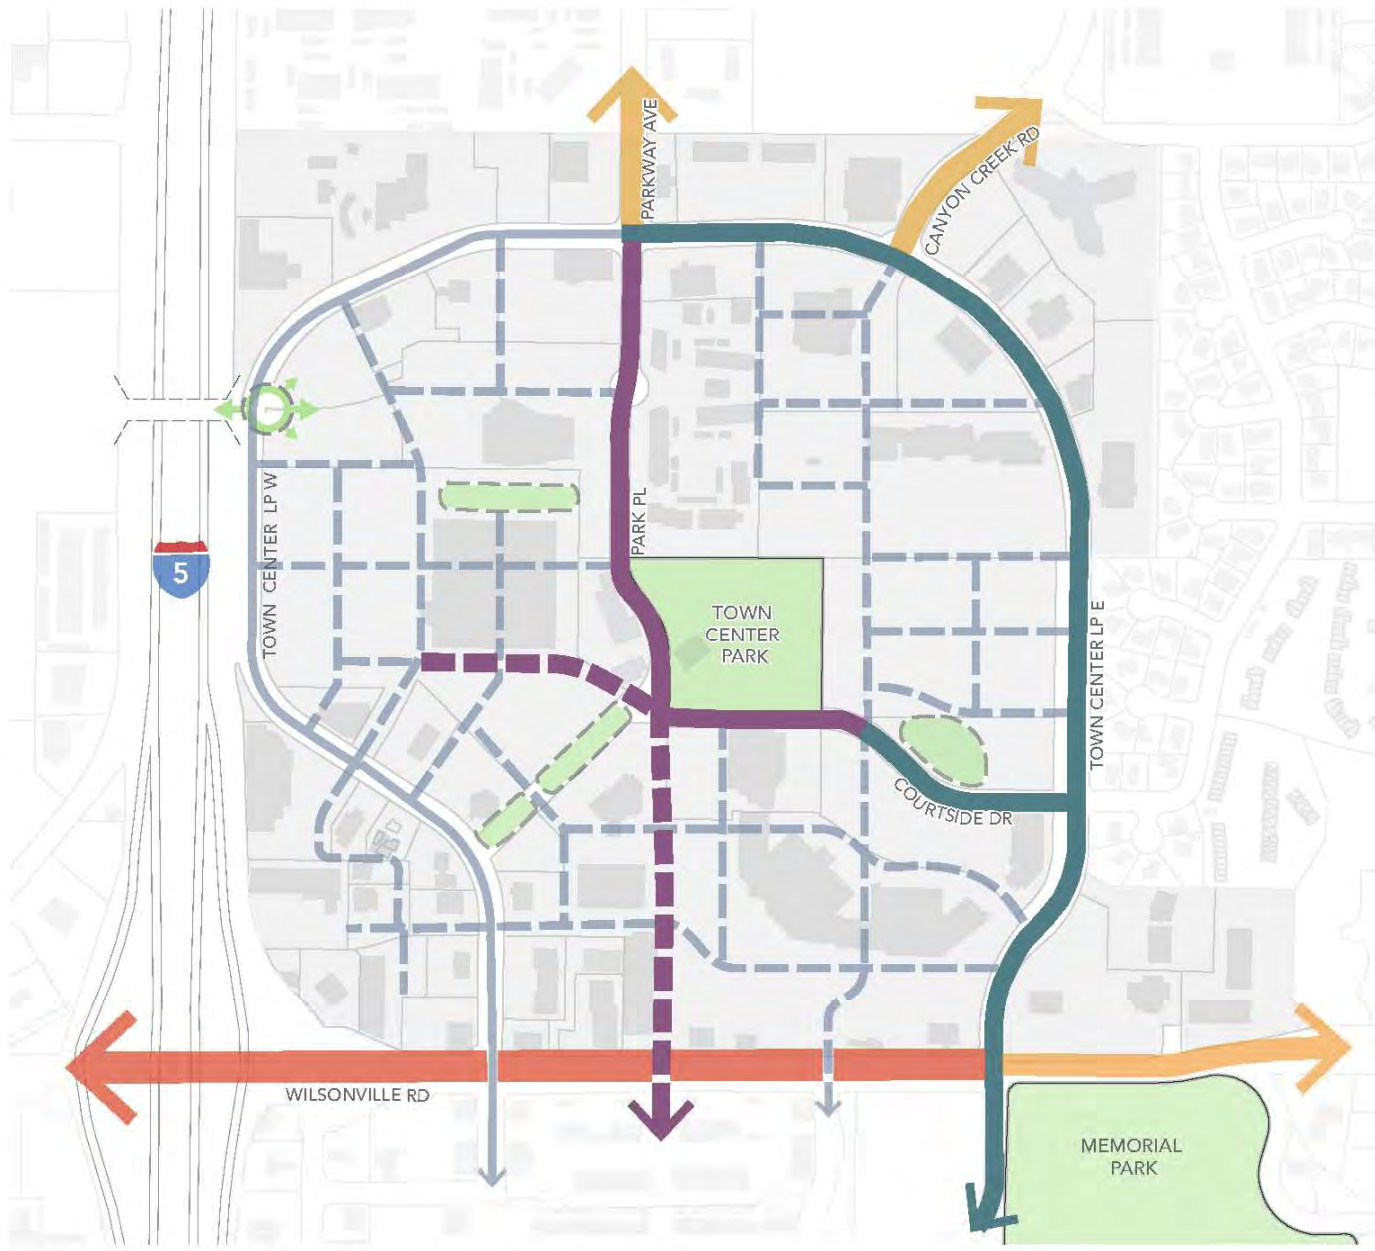 PARKWAY AVE
CANYON CREEK RD
TOWN CENTER LP W
PARK PL
5
TOWN
CENTER
PARK
TOWN CENTER LP E
COURTSIDE DR
WILSONVILLE RD
MEMORIAL
PARK